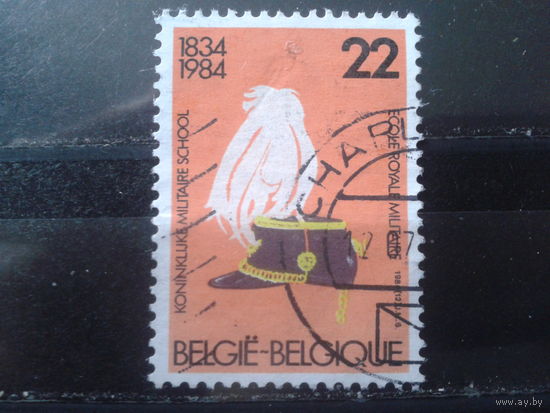 1834
1984
22
KONINKLIJKE MILITAIRE SCHOOL
ECOLE ROYALE MILITAIRE
BELGIË-BELGIQUE
www.ay.by